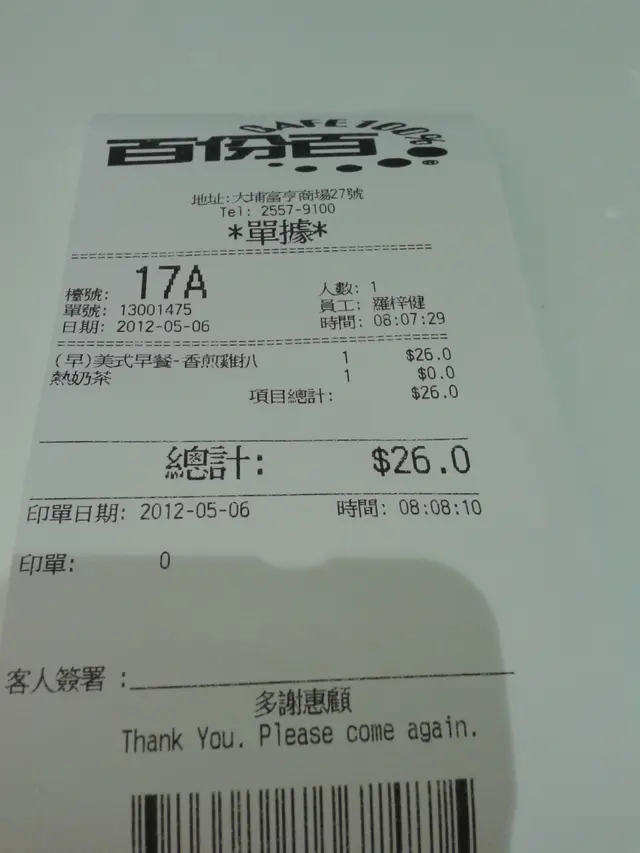 CAFE 100%
百份百®
地址:大埔富亨商場27號
Tel: 2557-9100
*單據*
檯號: 17A 人數: 1
單號: 13001475 員工: 羅梓健
日期: 2012-05-06 時間: 08:07:29
(早)美式早餐-香煎雞扒 1 $26.0
熱奶茶 1 $0.0
項目總計: $26.0
總計: $26.0
印單日期: 2012-05-06 時間: 08:08:10
印單: 0
客人簽署 :
多謝惠顧
Thank You. Please come again.